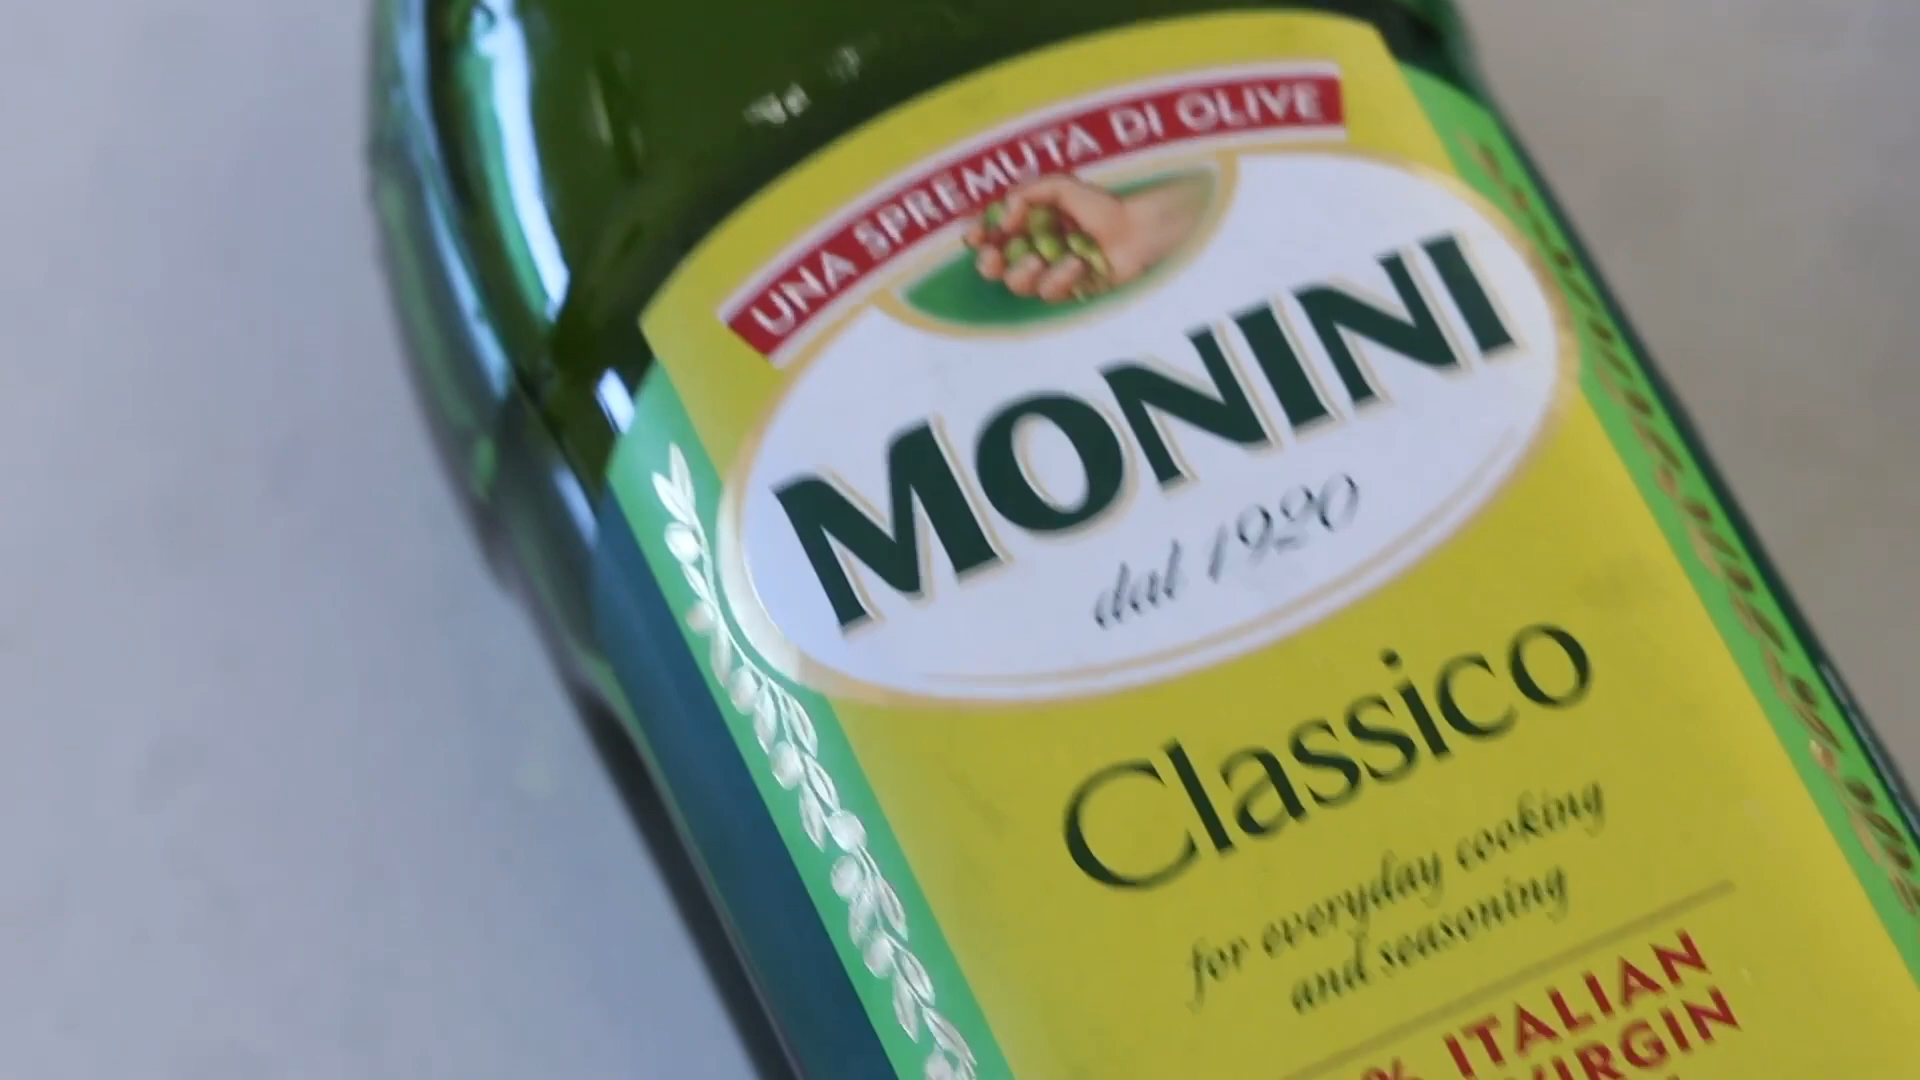 UNA SPREMUTA DI OLIVE
MONINI
dal 1920
Classico
for everyday cooking
and seasoning
% ITALIAN
VIRGIN